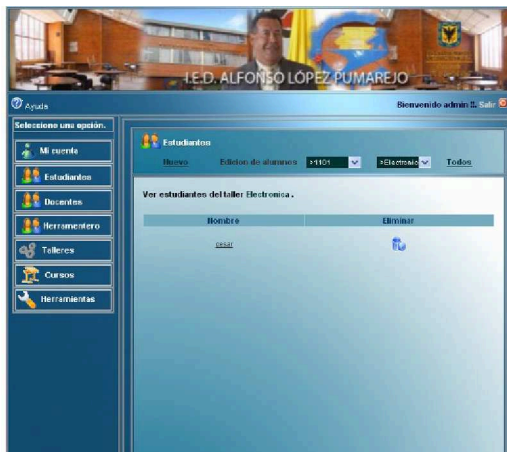 I.E.D. ALFONSO LÓPEZ PUMAREJO
Ayuda
Bienvenido admin !!. Salir
Seleccione una opción.
Mi cuenta
Estudiantes
Docentes
Herramentero
Talleres
Cursos
Herramientas
Estudiantes
Nuevo Edicion de alumnos >1101 >Electronic Todos
Ver estudiantes del taller Electronica.
Nombre Eliminar
cesar